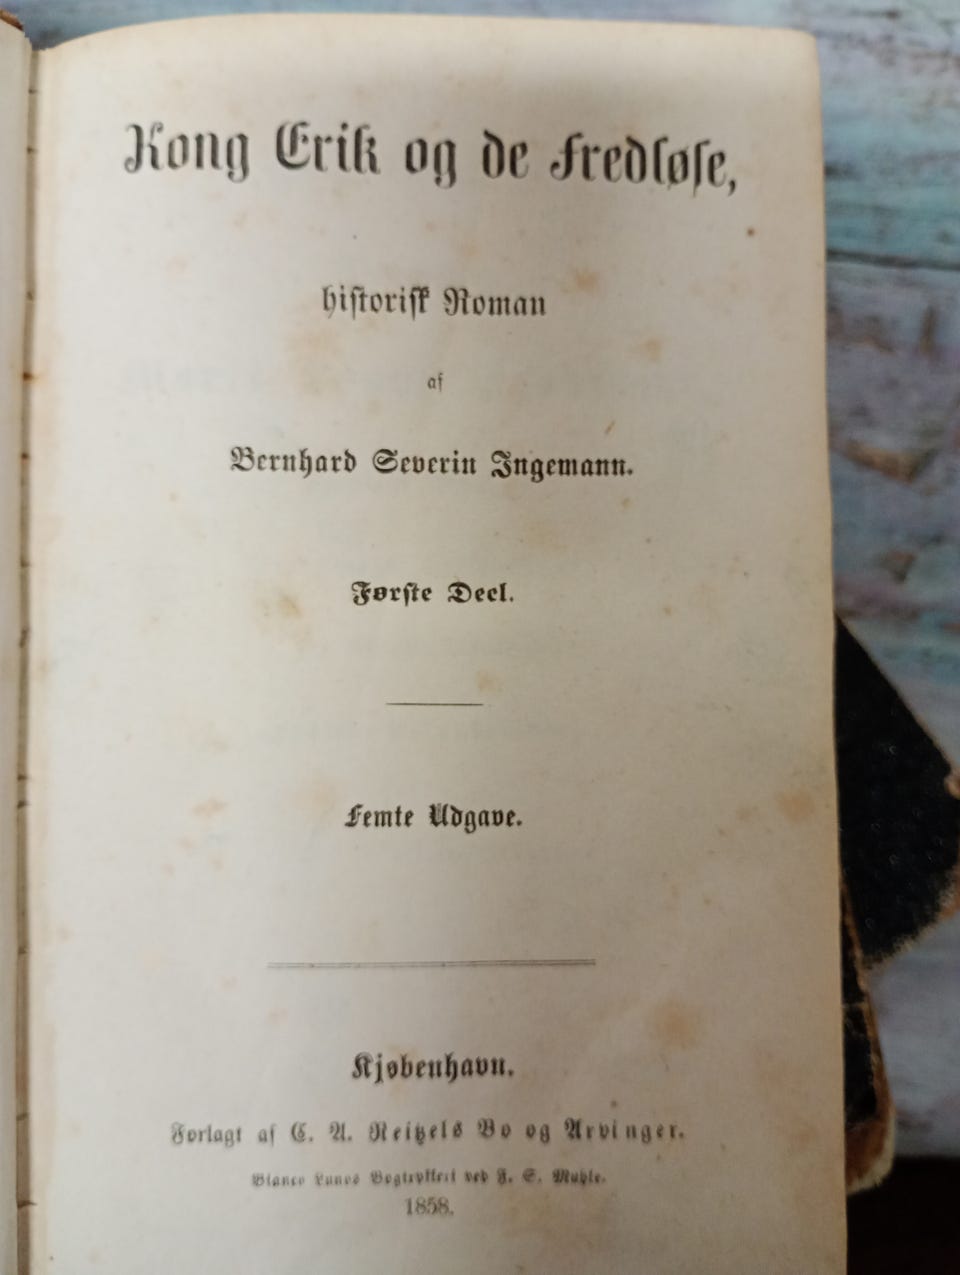 Kong Erik og de Fredløse,
historisk Roman
af
Bernhard Severin Ingemann.
Første Deel.
Femte Udgave.
Kjøbenhavn.
Forlagt af C. A. Reitzels Bo og Arvinger.
Bianco Lunos Bogtrykkeri ved F. S. Muhle.
1858.